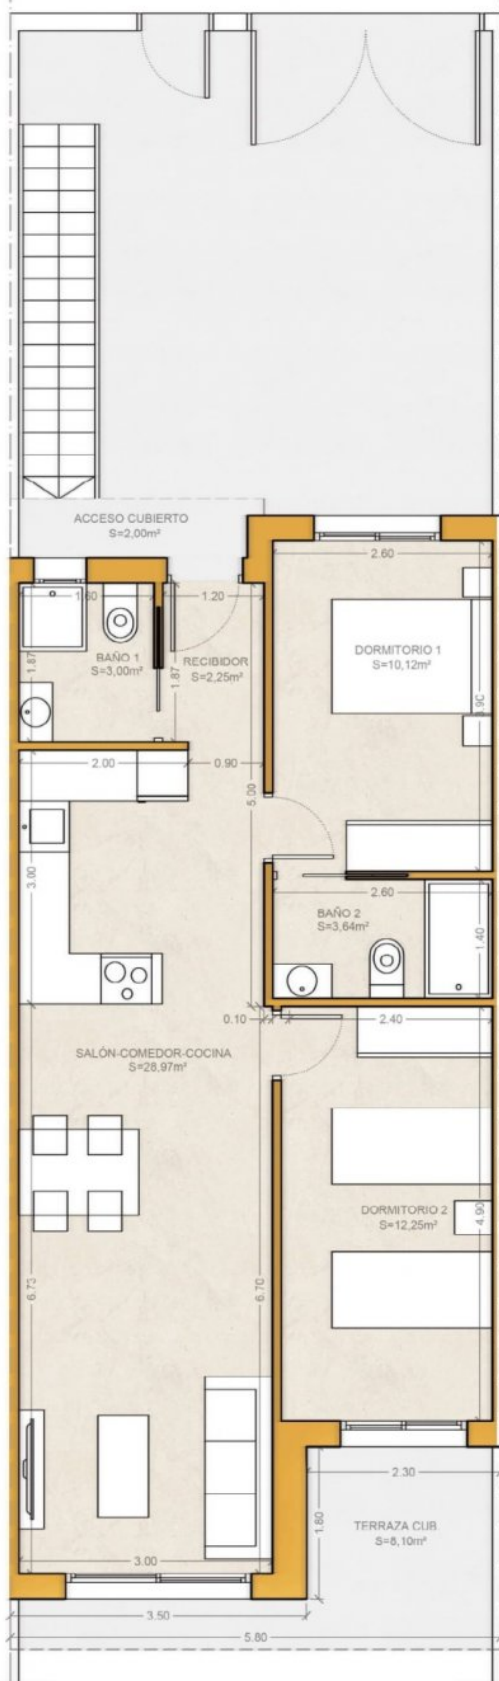 ACCESO CUBIERTO
S=2,00m²
2.60
1.60
1.20
BAÑO 1
S=3,00m²
RECIBIDOR
S=2,25m²
DORMITORIO 1
S=10,12m²
1.87
1.87
3.90
2.00
0.90
5.00
3.00
2.60
BAÑO 2
S=3,64m²
1.40
0.10
2.40
SALÓN-COMEDOR-COCINA
S=28,97m²
DORMITORIO 2
S=12,25m²
4.90
6.73
6.70
2.30
1.80
TERRAZA CUB.
3.00
3.50
5.80